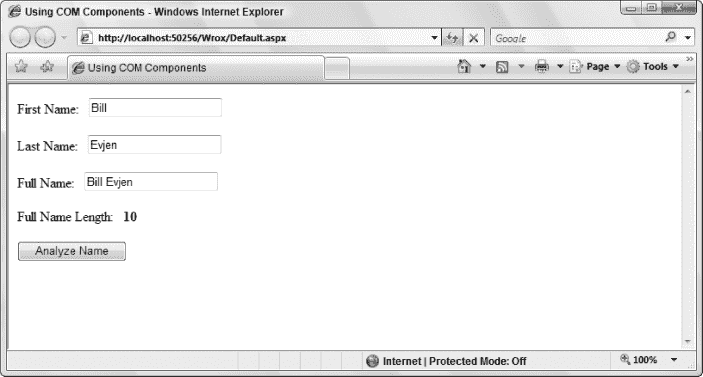 Using COM Components - Windows Internet Explorer
http://localhost:50256/Wrox/Default.aspx
Google
Using COM Components
Page
Tools
First Name: Bill
Last Name: Evjen
Full Name: Bill Evjen
Full Name Length: 10
Analyze Name
Internet | Protected Mode: Off
100%